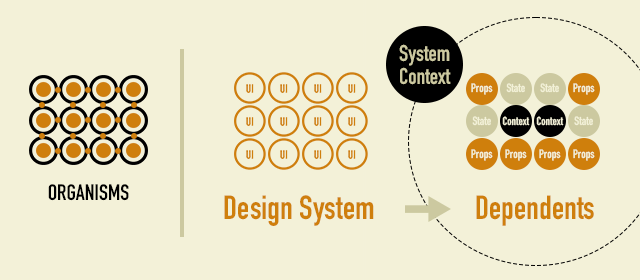 ORGANISMS
UI UI UI UI
UI UI UI UI
UI UI UI UI
Design System
System
Context
Props State State Props
State Context Context State
Props Props Props Props
Dependents